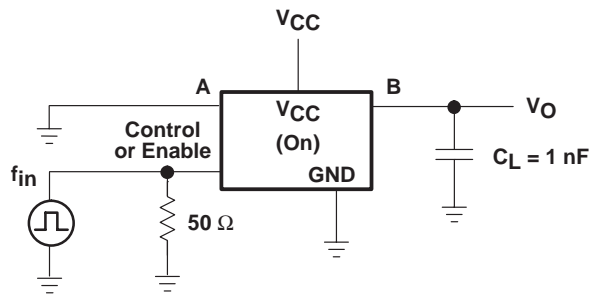 VCC
A
B
VCC
(On)
VO
Control
or Enable
GND
CL = 1 nF
fin
50 Ω